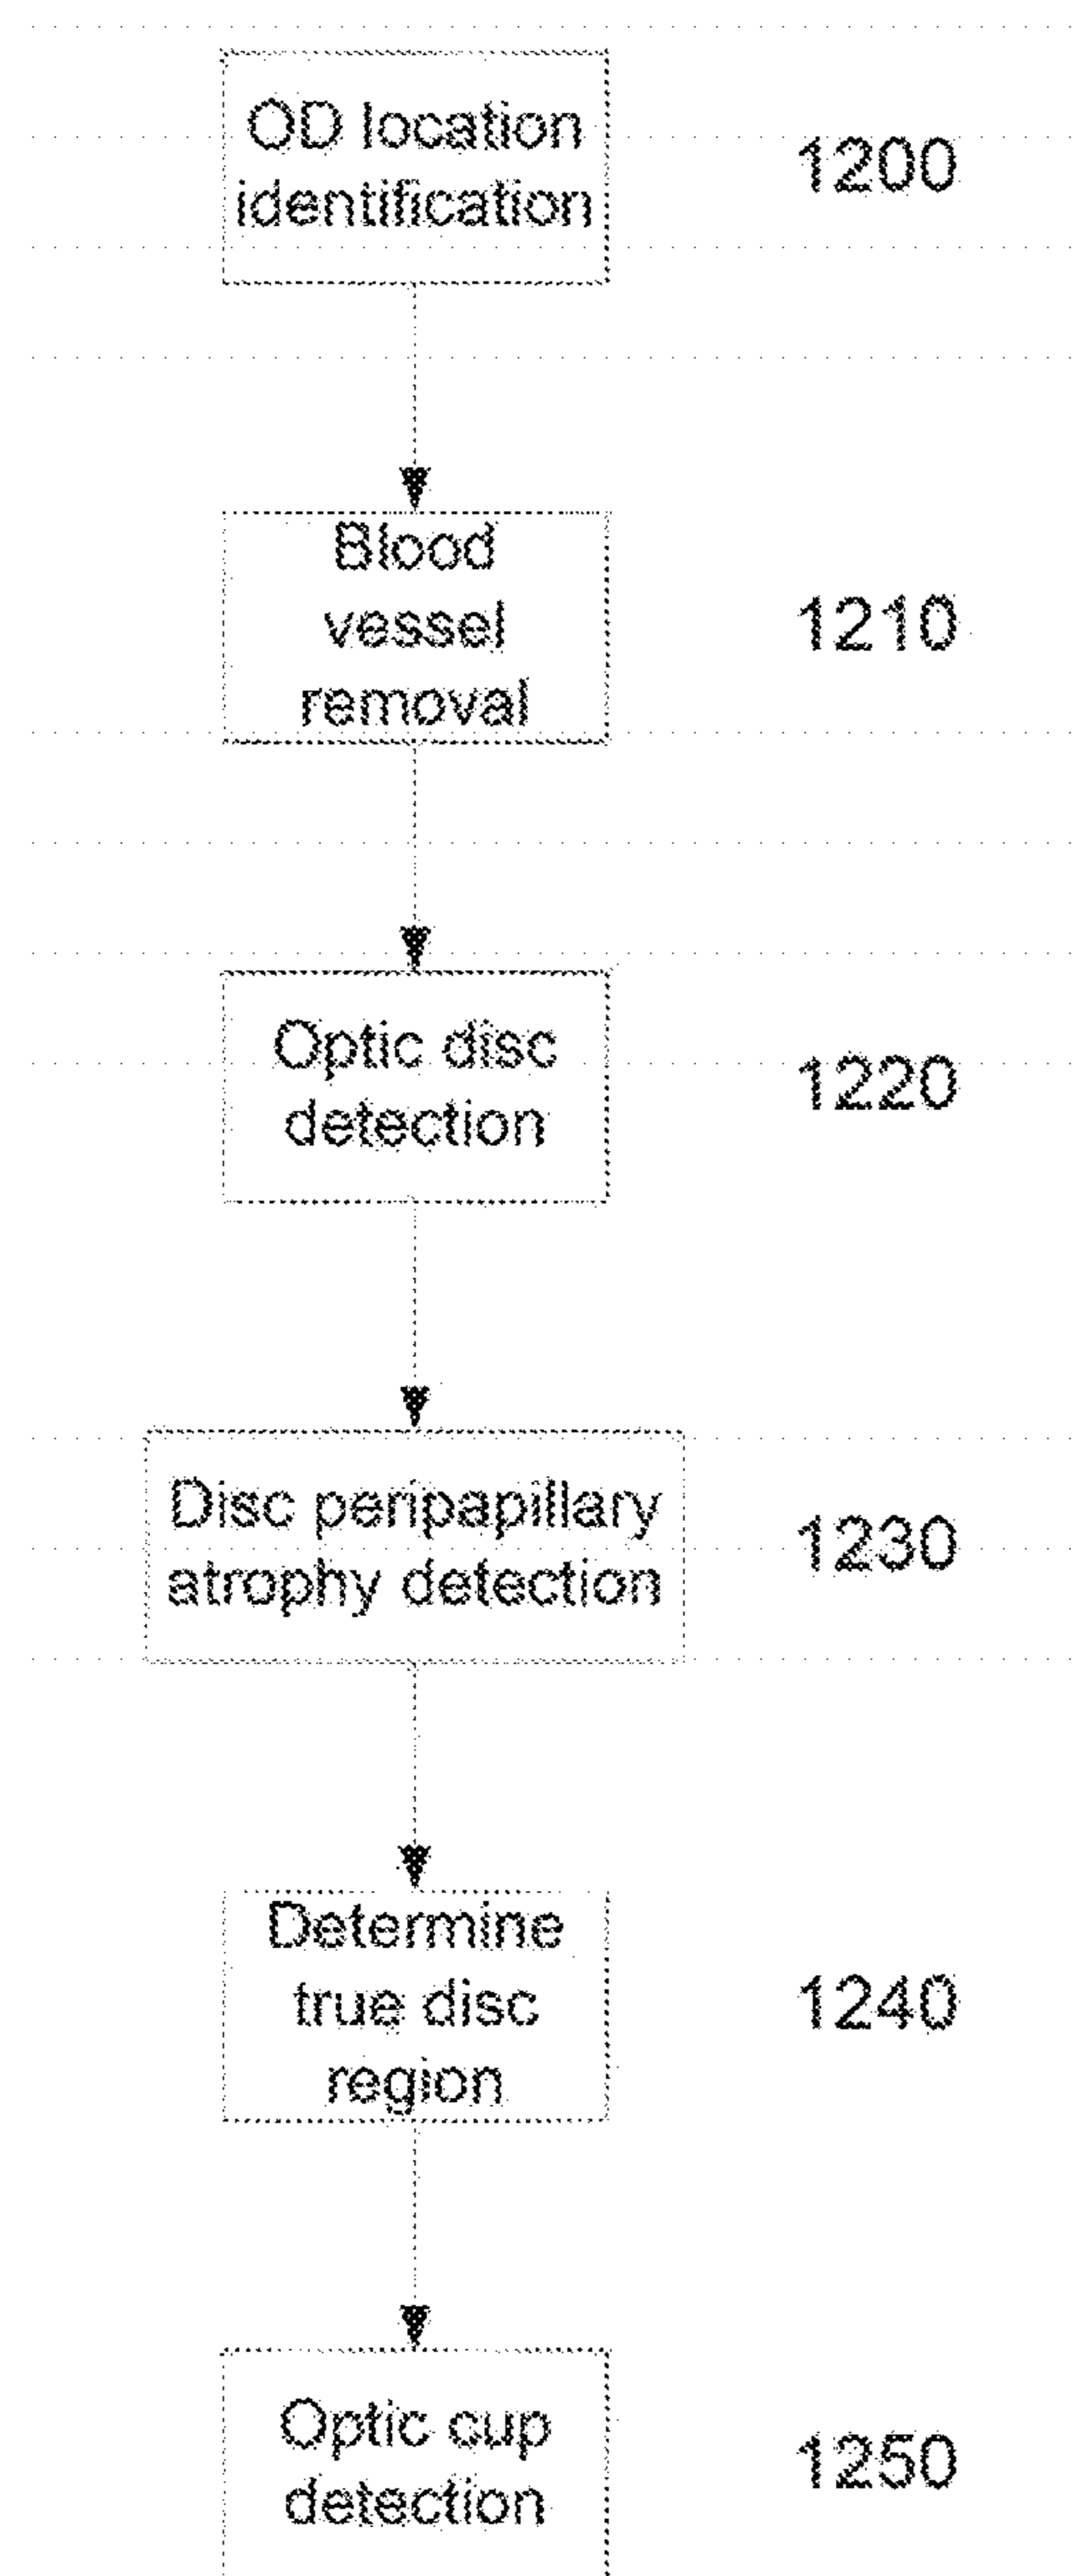 OD location
identification
1200
Blood
vessel
removal
1210
Optic disc
detection
1220
Disc peripapillary
atrophy detection
1230
Determine
true disc
region
1240
Optic cup
detection
1250